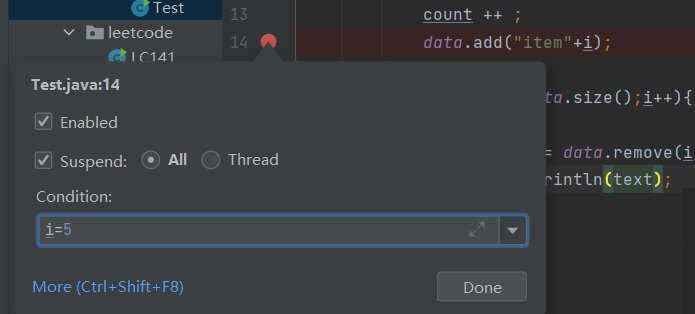 Test
13 count ++ ;
leetcode
14 data.add("item"+i);
LC141
Test.java:14
Enabled
ta.size();i++){
Suspend: All Thread
= data.remove(i
rintln(text);
Condition:
i=5
More (Ctrl+Shift+F8) Done